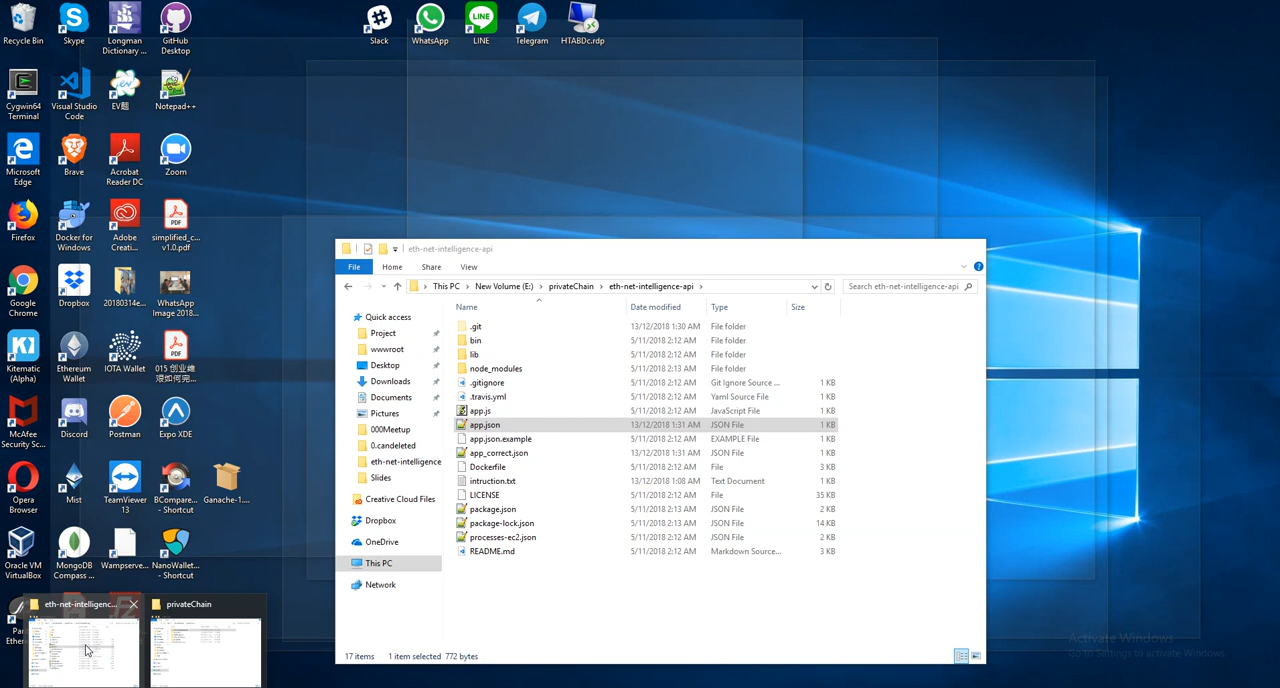 Recycle Bin
Skype
Longman
Dictionary ...
GitHub
Desktop
Slack
WhatsApp
LINE
Telegram
HTABDc.rdp
Cygwin64
Terminal
Visual Studio
Code
Notepad++
Microsoft
Edge
Brave
Acrobat
Reader DC
Zoom
Firefox
Docker for
Windows
Adobe
Creati...
simplified_c...
v1.0.pdf
Google
Chrome
Dropbox
20180314e...
WhatsApp
Image 2018...
Kitematic
(Alpha)
Ethereum
Wallet
IOTA Wallet
McAfee
Security Sc...
Discord
Postman
Expo XDE
Opera
Browser
Mist
TeamViewer
13
BCompare...
- Shortcut
Ganache-1....
Oracle VM
VirtualBox
MongoDB
Compass ...
Wampserve...
NanoWallet...
- Shortcut
eth-net-intelligence-api
File
Home
Share
View
This PC
New Volume (E:)
privateChain
eth-net-intelligence-api
Search eth-net-intelligence-api
Name
Date modified
Type
Size
Quick access
Project
wwwroot
Desktop
Downloads
Documents
Pictures
000Meetup
0.candeleted
eth-net-intelligence
Slides
Creative Cloud Files
Dropbox
OneDrive
This PC
Network
.git 13/12/2018 1:30 AM File folder
bin 5/11/2018 2:12 AM File folder
lib 5/11/2018 2:12 AM File folder
node_modules 5/11/2018 2:13 AM File folder
.gitignore 5/11/2018 2:12 AM Git Ignore Source ... 1 KB
.travis.yml 5/11/2018 2:12 AM Yaml Source File 1 KB
app.js 5/11/2018 2:12 AM JavaScript File 1 KB
app.json 13/12/2018 1:31 AM JSON File 1 KB
app.json.example 5/11/2018 2:12 AM EXAMPLE File 1 KB
app_correct.json 13/12/2018 1:31 AM JSON File 1 KB
Dockerfile 5/11/2018 2:12 AM File 3 KB
intruction.txt 13/12/2018 1:08 AM Text Document 1 KB
LICENSE 5/11/2018 2:12 AM File 35 KB
package.json 5/11/2018 2:13 AM JSON File 2 KB
package-lock.json 5/11/2018 2:13 AM JSON File 14 KB
processes-ec2.json 5/11/2018 2:12 AM JSON File 2 KB
README.md 5/11/2018 2:12 AM Markdown Source... 3 KB
17 items
1 item selected 772 bytes
eth-net-intelligenc...
privateChain
Activate Windows
Go to Settings to activate Windows.